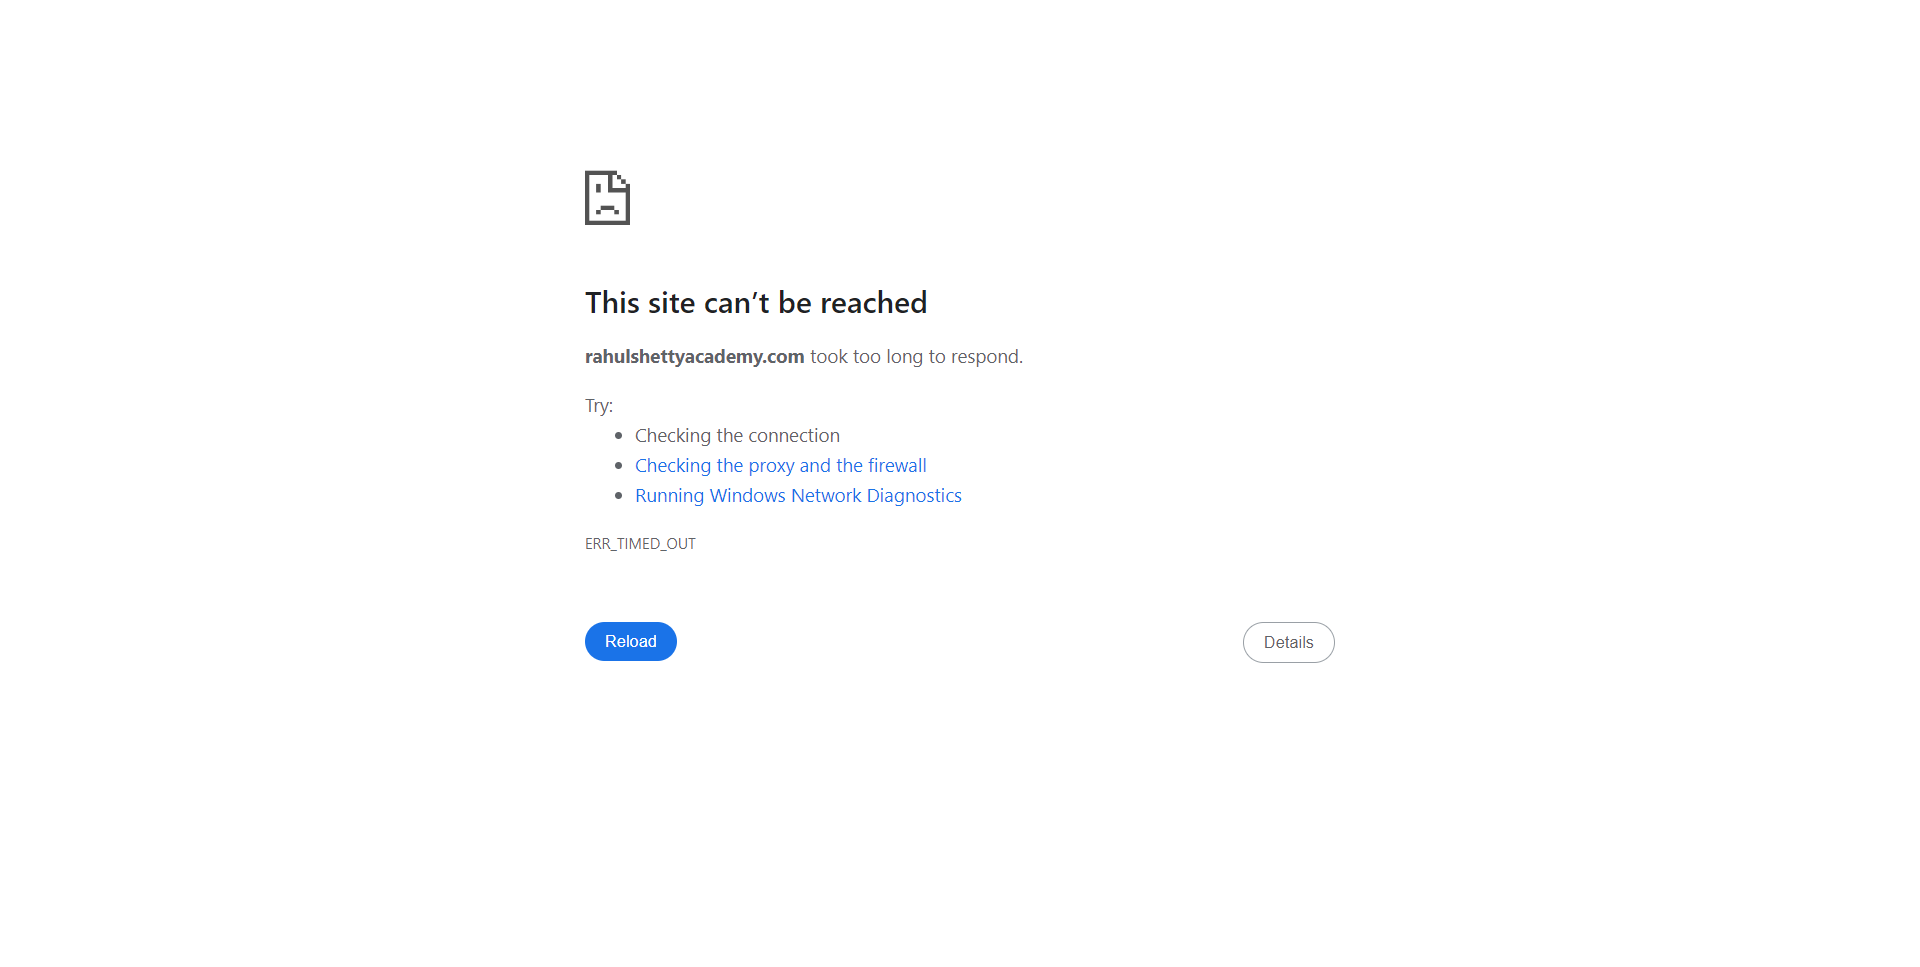 This site can’t be reached
rahulshettyacademy.com took too long to respond.
Try:
Checking the connection
Checking the proxy and the firewall
Running Windows Network Diagnostics
ERR_TIMED_OUT
Reload
Details